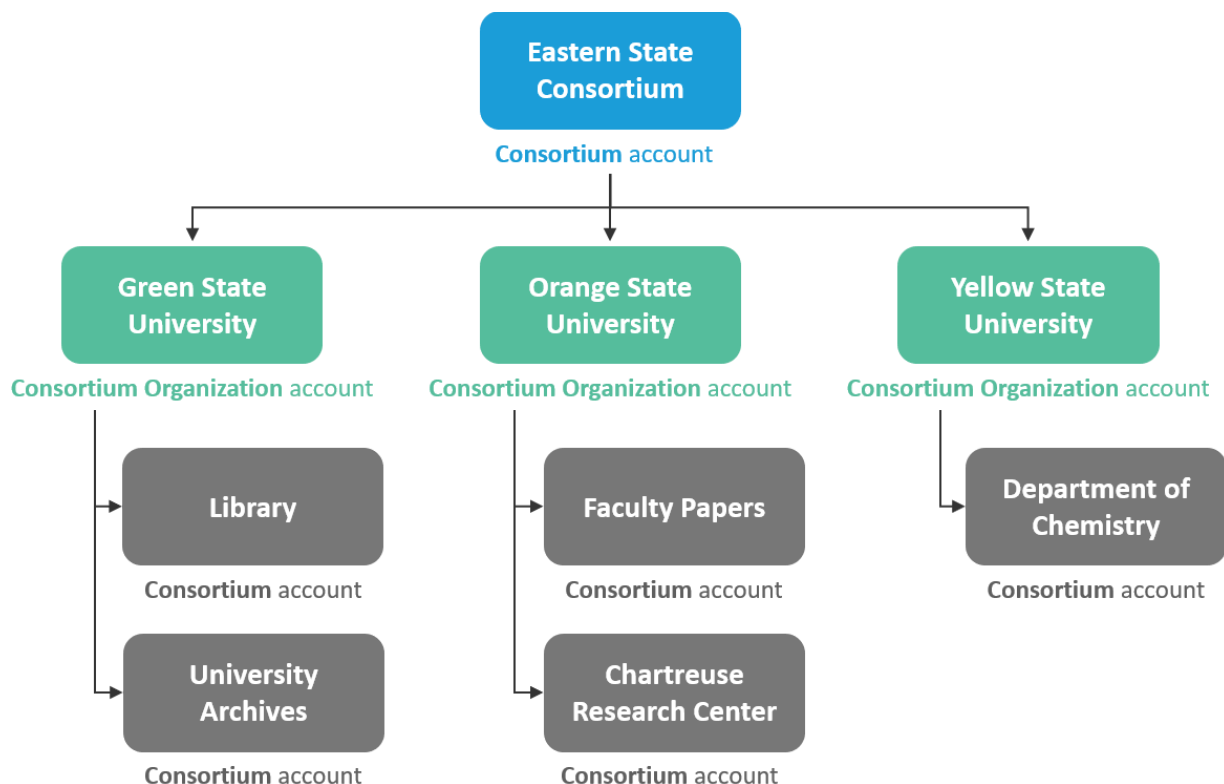 Eastern State
Consortium
Consortium account
Green State
University
Orange State
University
Yellow State
University
Consortium Organization account
Consortium Organization account
Consortium Organization account
Library
Faculty Papers
Department of
Chemistry
Consortium account
Consortium account
Consortium account
University
Archives
Chartreuse
Research Center
Consortium account
Consortium account